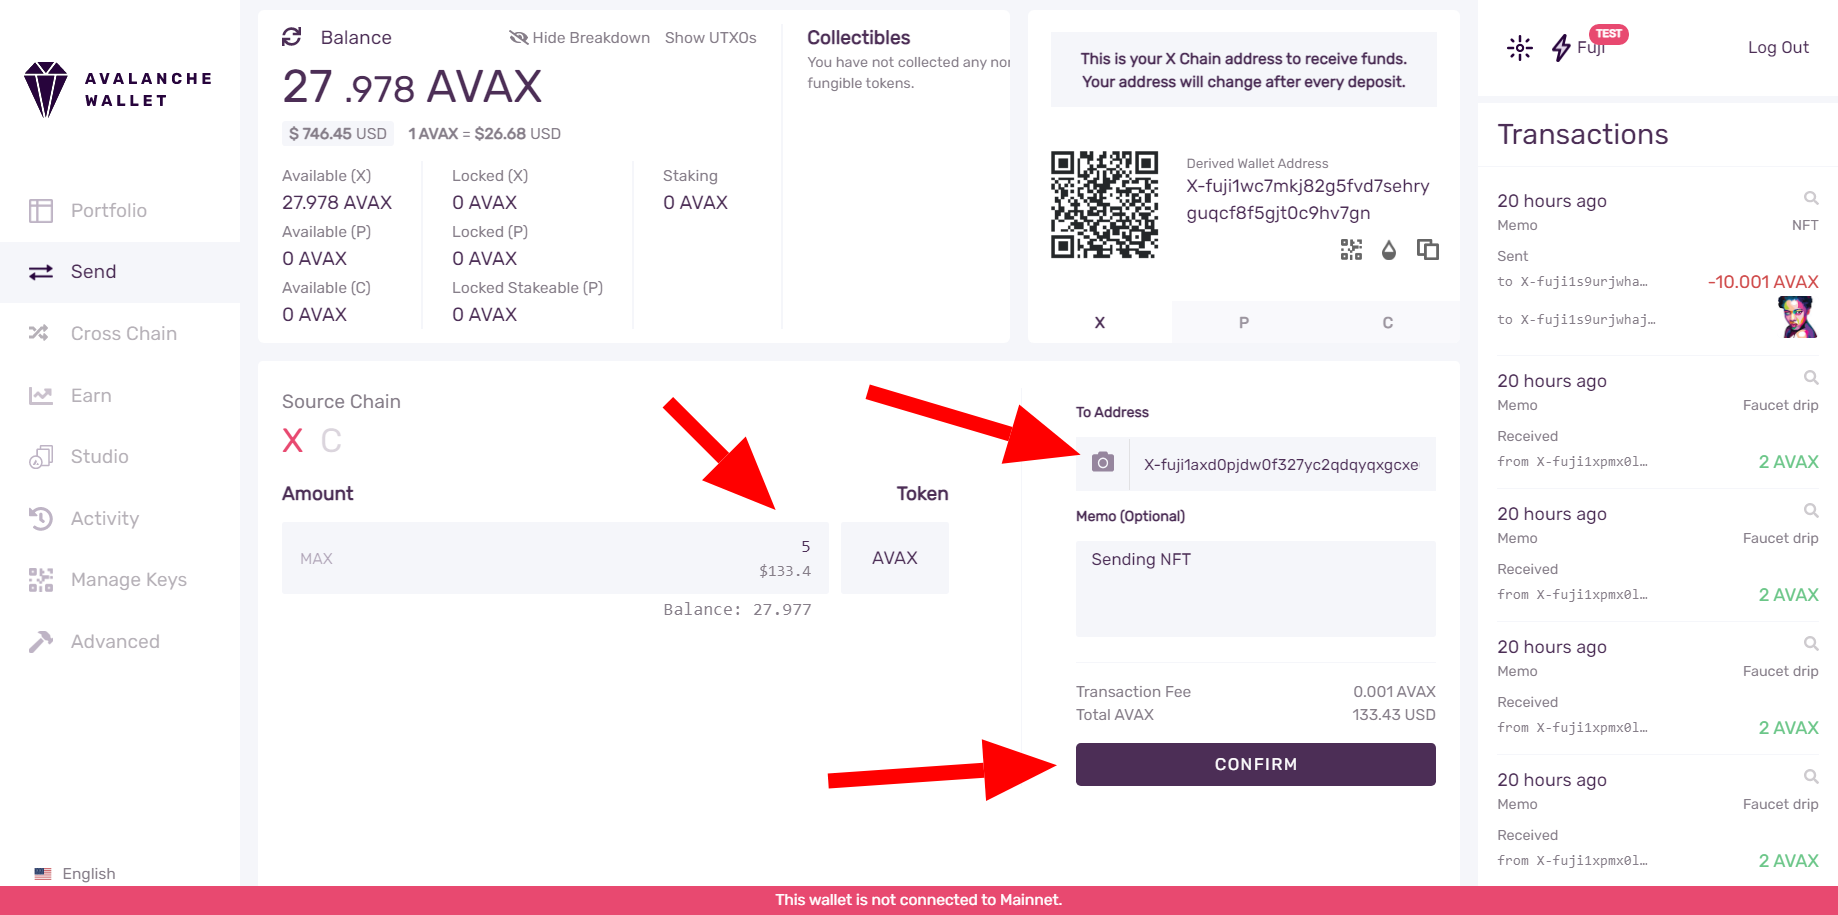 AVALANCHE
WALLET
Portfolio
Send
Cross Chain
Earn
Studio
Activity
Manage Keys
Advanced
English
Balance
Hide Breakdown
Show UTXOs
27 .978 AVAX
$ 746.45 USD
1 AVAX = $26.68 USD
Available (X)
27.978 AVAX
Available (P)
0 AVAX
Available (C)
0 AVAX
Locked (X)
0 AVAX
Locked (P)
0 AVAX
Locked Stakeable (P)
0 AVAX
Staking
0 AVAX
Collectibles
You have not collected any non
fungible tokens.
This is your X Chain address to receive funds.
Your address will change after every deposit.
Derived Wallet Address
X-fuji1wc7mkj82g5fvd7sehry
guqcf8f5gjt0c9hv7gn
X
P
C
Source Chain
X C
Amount
Token
MAX
5
$133.4
AVAX
Balance: 27.977
To Address
X-fuji1axd0pjdw0f327yc2qdqyqxgcxe
Memo (Optional)
Sending NFT
Transaction Fee
0.001 AVAX
Total AVAX
133.43 USD
CONFIRM
TEST
Fuji
Log Out
Transactions
20 hours ago
Memo
NFT
Sent
to X-fuji1s9urjwha…
-10.001 AVAX
to X-fuji1s9urjwhaj…
20 hours ago
Memo
Faucet drip
Received
from X-fuji1xpmx0l…
2 AVAX
20 hours ago
Memo
Faucet drip
Received
from X-fuji1xpmx0l…
2 AVAX
20 hours ago
Memo
Faucet drip
Received
from X-fuji1xpmx0l…
2 AVAX
20 hours ago
Memo
Faucet drip
Received
from X-fuji1xpmx0l…
2 AVAX
This wallet is not connected to Mainnet.